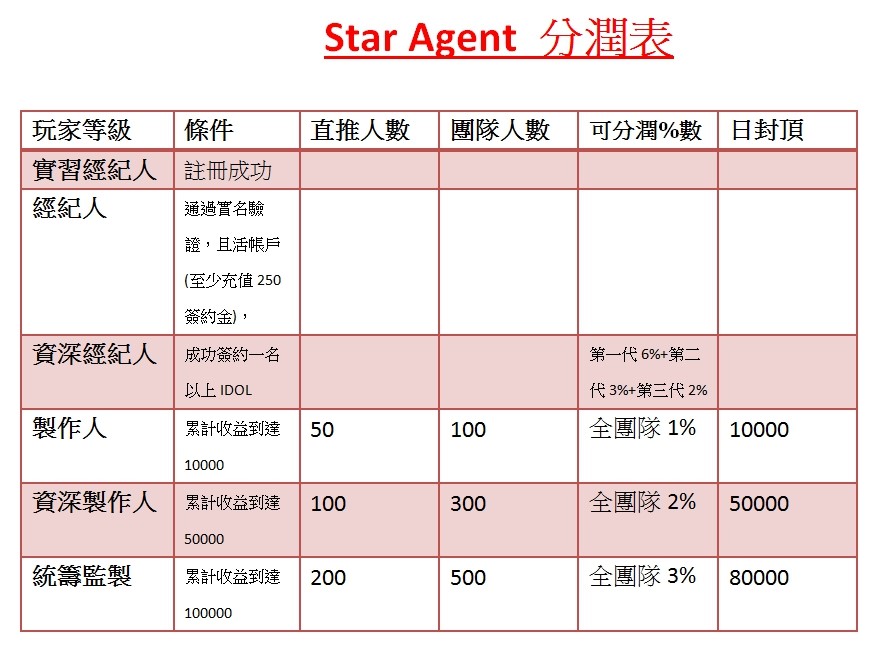 Star Agent 分潤表
玩家等級 條件 直推人數 團隊人數 可分潤%數 日封頂
實習經紀人 註冊成功
經紀人 通過實名驗
證，且活帳戶
(至少充值 250
簽約金)，
資深經紀人 成功簽約一名 第一代 6%+第二
以上 IDOL 代 3%+第三代 2%
製作人 累計收益到達 50 100 全團隊 1% 10000
10000
資深製作人 累計收益到達 100 300 全團隊 2% 50000
50000
統籌監製 累計收益到達 200 500 全團隊 3% 80000
100000